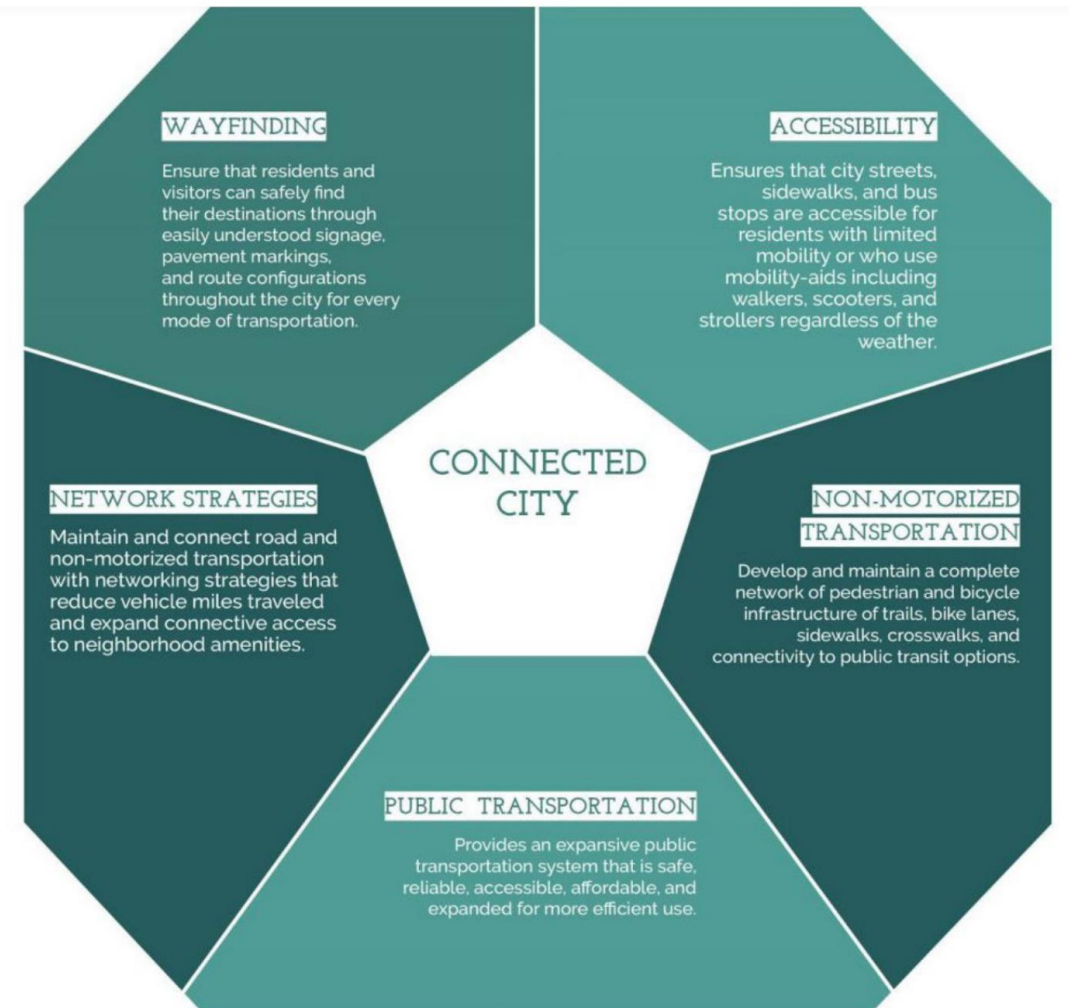 WAYFINDING
Ensure that residents and
visitors can safely find
their destinations through
easily understood signage,
pavement markings,
and route configurations
throughout the city for every
mode of transportation.
ACCESSIBILITY
Ensures that city streets,
sidewalks, and bus
stops are accessible for
residents with limited
mobility or who use
mobility-aids including
walkers, scooters, and
strollers regardless of the
weather.
CONNECTED
CITY
NETWORK STRATEGIES
Maintain and connect road and
non-motorized transportation
with networking strategies that
reduce vehicle miles traveled
and expand connective access
to neighborhood amenities.
NON-MOTORIZED
TRANSPORTATION
Develop and maintain a complete
network of pedestrian and bicycle
infrastructure of trails, bike lanes,
sidewalks, crosswalks, and
connectivity to public transit options.
PUBLIC TRANSPORTATION
Provides an expansive public
transportation system that is safe,
reliable, accessible, affordable, and
expanded for more efficient use.